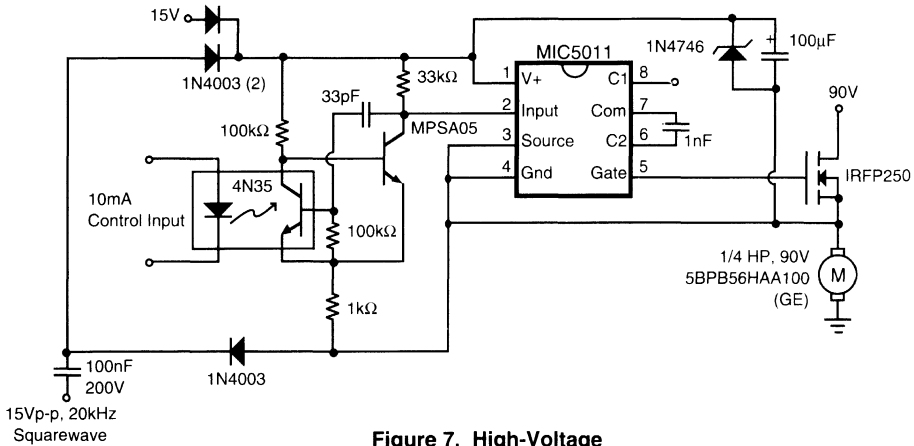 15V
1N4003 (2)
33kΩ
33pF
100kΩ
MPSA05
MIC5011
1 V+ C1 8
2 Input Com 7
3 Source C2 6
4 Gnd Gate 5
1nF
1N4746
+
100µF
90V
IRFP250
10mA
Control Input
4N35
100kΩ
1kΩ
1/4 HP, 90V
5BPB56HAA100
(GE)
M
100nF
200V
1N4003
15Vp-p, 20kHz
Squarewave
Figure 7. High-Voltage